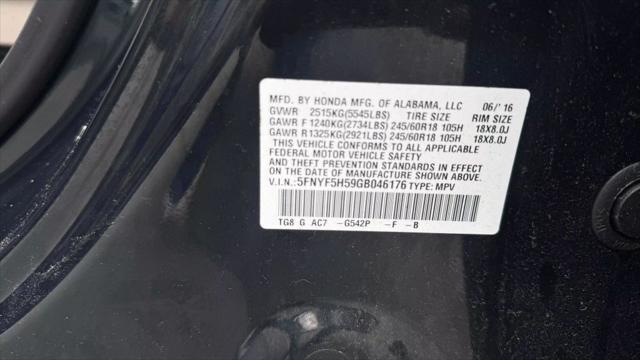 MFD. BY HONDA MFG. OF ALABAMA, LLC 06/'16
GVWR 2515KG(5545LBS) TIRE SIZE RIM SIZE
GAWR F1240KG(2734LBS) 245/60R18 105H 18X8.0J
GAWR R1325KG(2921LBS) 245/60R18 105H 18X8.0J
THIS VEHICLE CONFORMS TO ALL APPLICABLE
FEDERAL MOTOR VEHICLE SAFETY
AND THEFT PREVENTION STANDARDS IN EFFECT ON
THE DATE OF MANUFACTURE SHOWN ABOVE.
V.I.N.:5FNYF5H59GB046176 TYPE: MPV
TG8 G AC7 -G542P -F -B